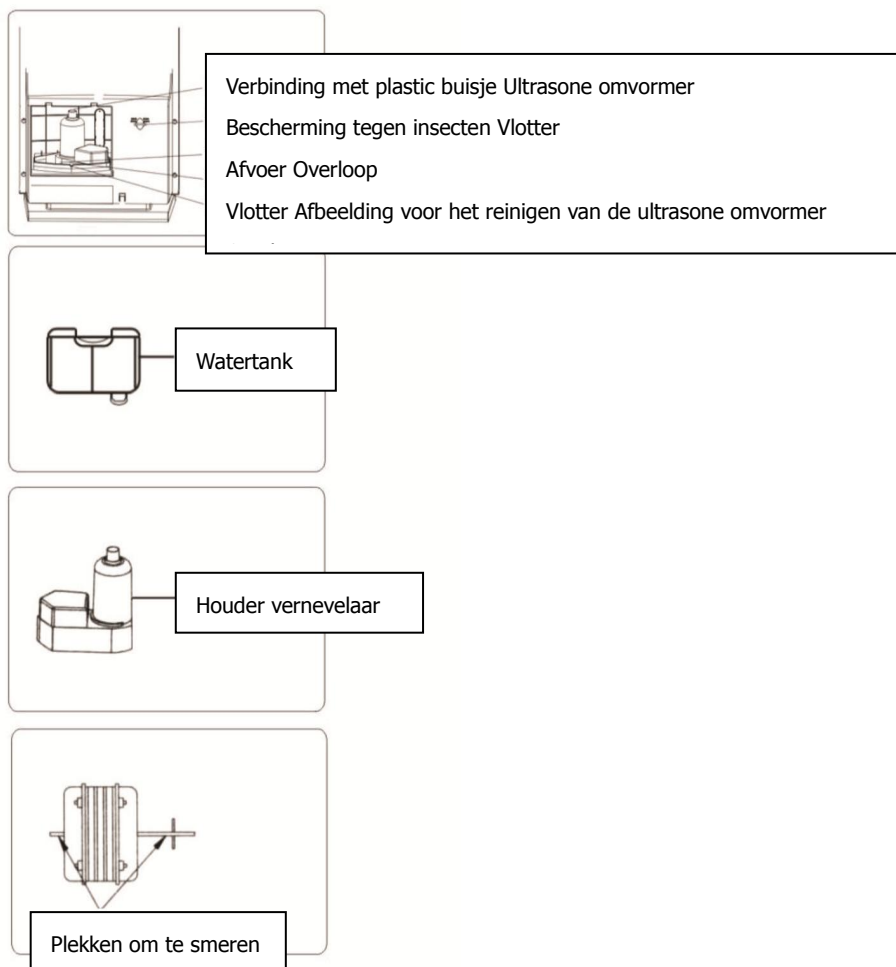 Verbinding met plastic buisje Ultrasone omvormer
Bescherming tegen insecten Vlotter
Afvoer Overloop
Vlotter Afbeelding voor het reinigen van de ultrasone omvormer
Watertank
Houder vernevelaar
Plekken om te smeren